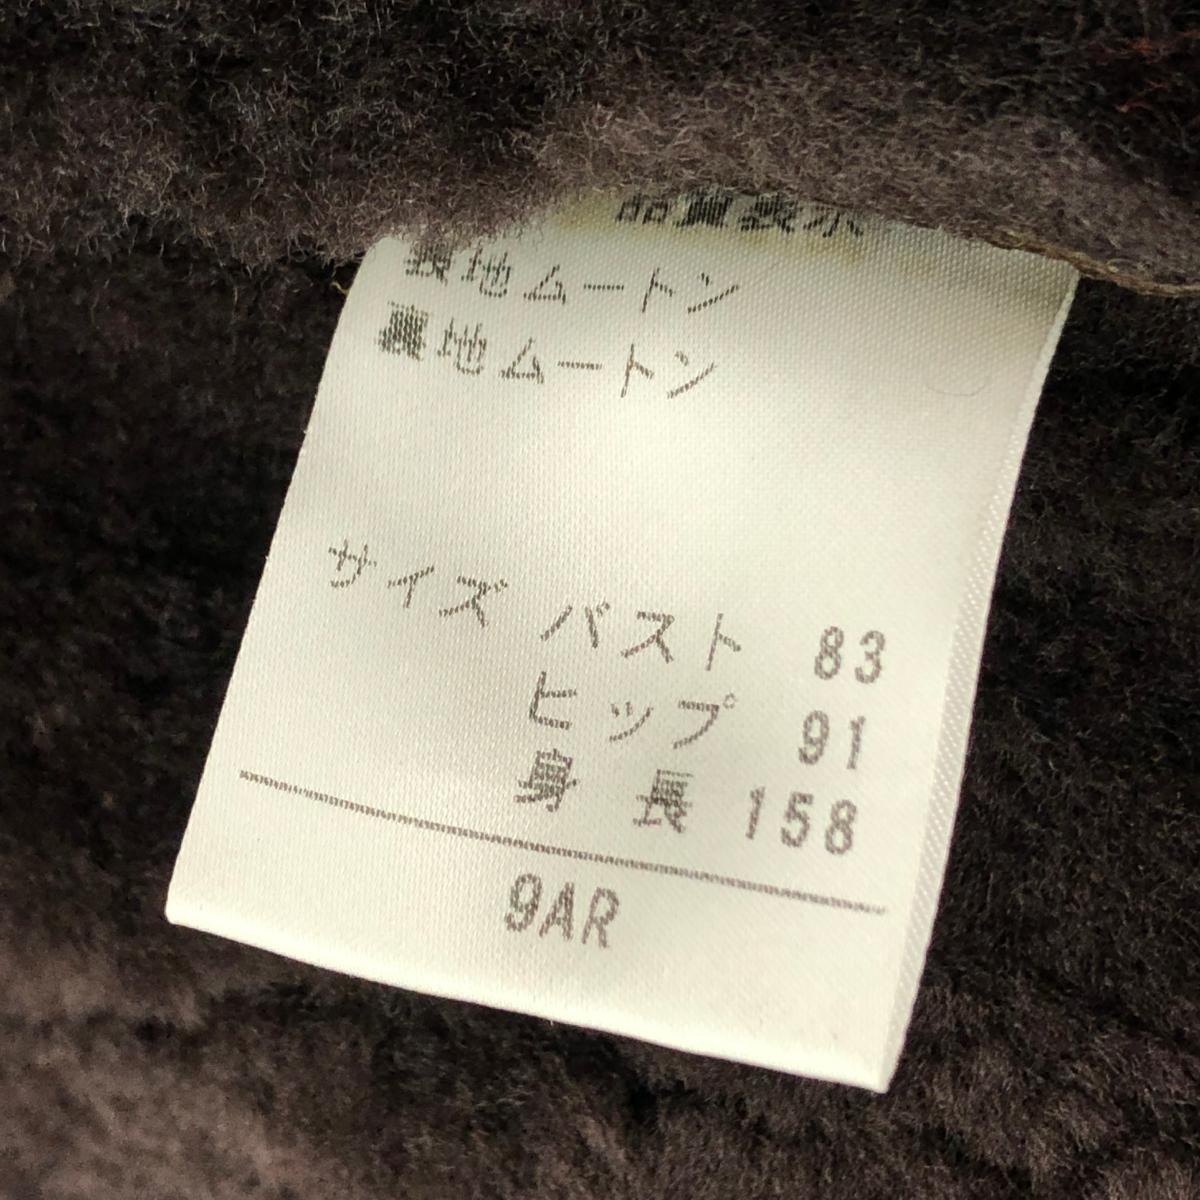 品質表示
裏地ムートン
裏地ムートン
サイズ バスト 83
ヒップ 91
身長 158
9AR